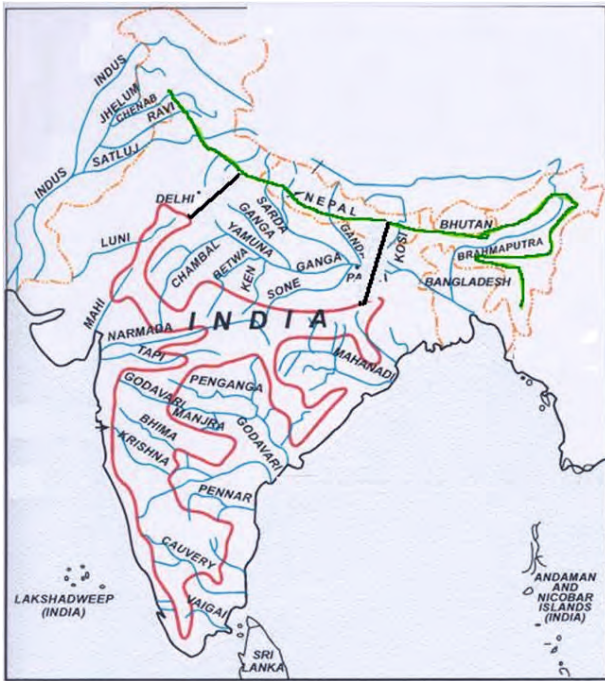 INDUS
JHELUM
CHENAB
RAVI
SATLUJ
INDUS
DELHI
SARDA
NEPAL
GANGA
YAMUNA
KOSI
BHUTAN
BRAHMAPUTRA
LUNI
CHAMBAL
BETWA
KEN
SONE
GANGA
BANGLADESH
MAHI
INDIA
NARMADA
TAPI
MAHANADI
GODAVARI
PENGANGA
MANJRA
BHIMA
KRISHNA
GODAVARI
PENNAR
CAUVERY
VAIGAI
LAKSHADWEEP
(INDIA)
SRI
LANKA
ANDAMAN
AND
NICOBAR
ISLANDS
(INDIA)